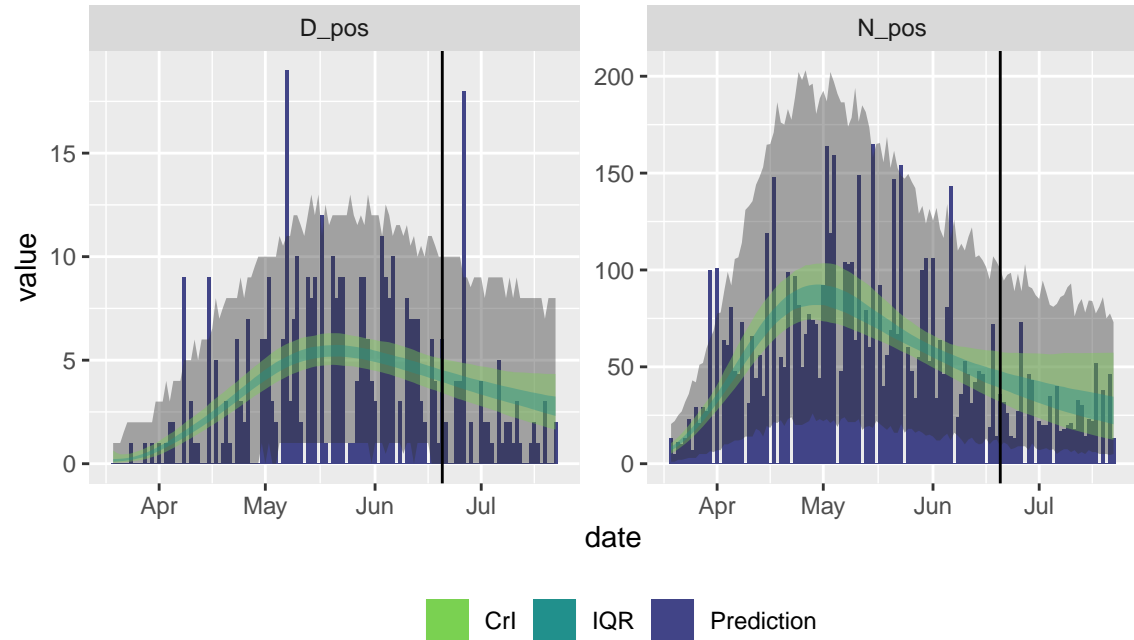 D_pos
N_pos
value
15
10
5
0
200
150
100
50
0
Apr May Jun Jul
Apr May Jun Jul
date
CrI IQR Prediction